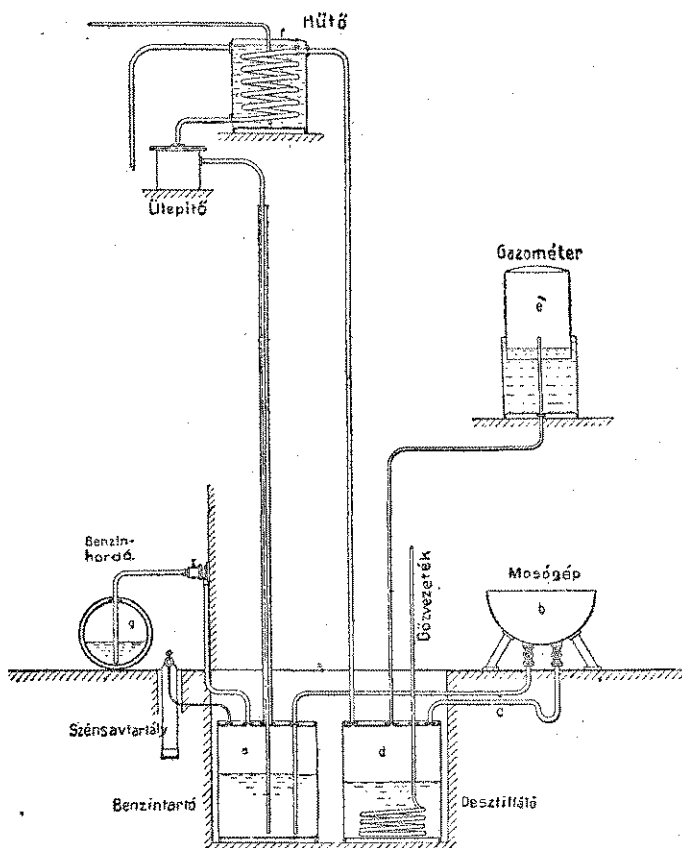 Hűtő
f
Ülepítő
Gazométer
e
Benzin-
hordó.
g
Gőzvezeték
Mosógép
b
Szénsavtartály
c
a
d
Benzintartó
Desztilláló